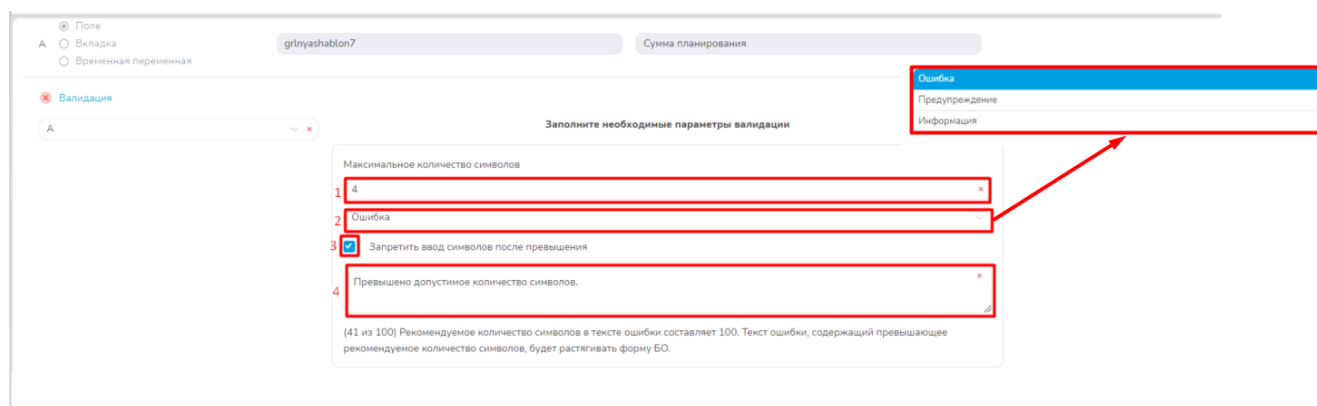 Поле
A Вкладка grlnyashablon7 Сумма планирования
Временная переменная
Ошибка
Валидация
Предупреждение
Информация
A
Заполните необходимые параметры валидации
Максимальное количество символов
1 4
2 Ошибка
3 Запретить ввод символов после превышения
4 Превышено допустимое количество символов.
(41 из 100) Рекомендуемое количество символов в тексте ошибки составляет 100. Текст ошибки, содержащий превышающее
рекомендуемое количество символов, будет растягивать форму БО.